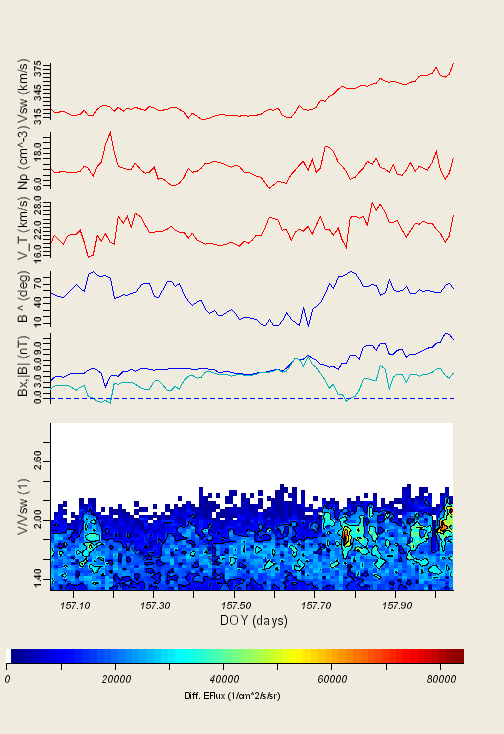 Vsw (km/s)
375
345
315
Np (cm^-3)
18.0
6.0
V_T (km/s)
28.0
22.0
16.0
B ^ (deg)
70
40
10
Bx,|B| (nT)
9.0
6.0
3.0
0.0
V/Vsw (1)
2.60
2.00
1.40
157.10 157.30 157.50 157.70 157.90
DOY (days)
0 20000 40000 60000 80000
Diff. EFlux (1/cm^2/s/sr)